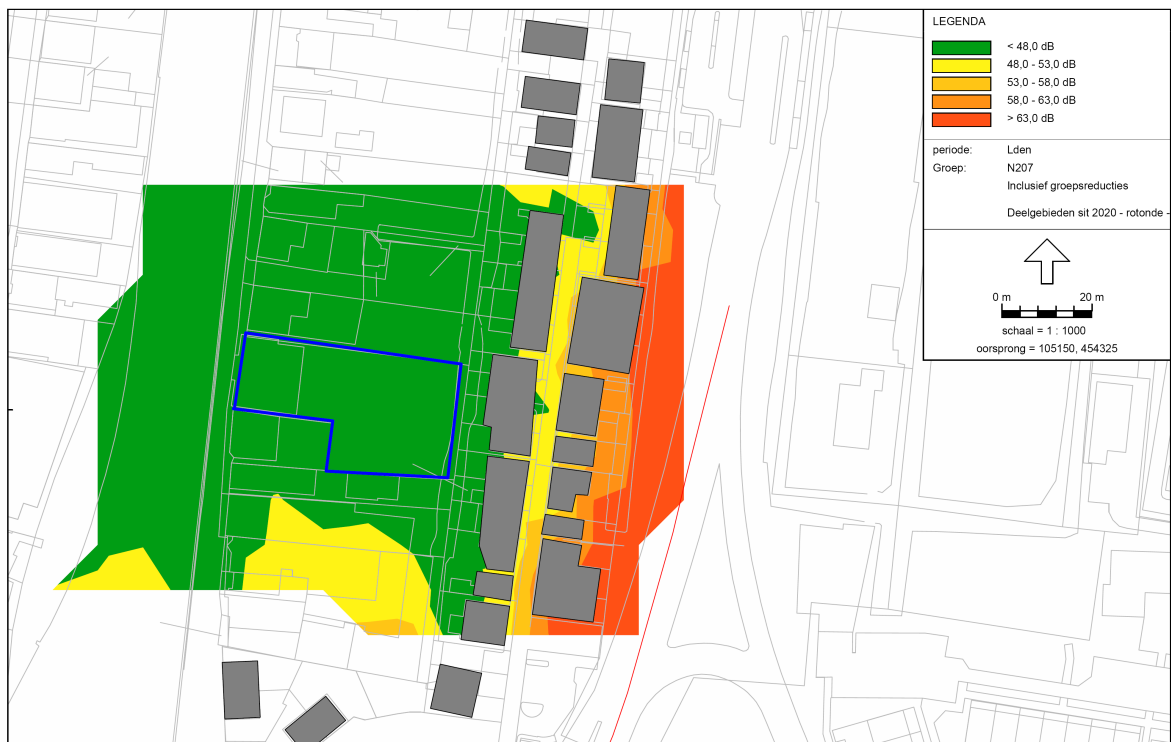 LEGENDA
< 48,0 dB
48,0 - 53,0 dB
53,0 - 58,0 dB
58,0 - 63,0 dB
> 63,0 dB
periode: Lden
Groep: N207
Inclusief groepsreducties
Deelgebieden sit 2020 - rotonde -
0 m 20 m
schaal = 1 : 1000
oorsprong = 105150, 454325